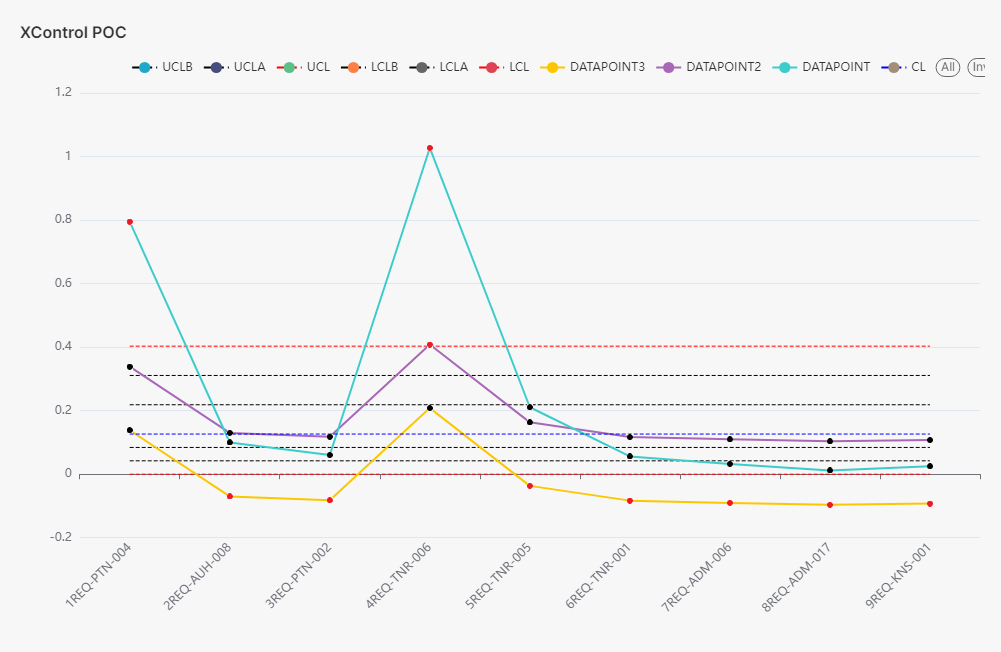 XControl POC
UCLB UCLA UCL LCLB LCLA LCL DATAPOINT3 DATAPOINT2 DATAPOINT CL All Inv
1.2
1
0.8
0.6
0.4
0.2
0
-0.2
1REQ-PTN-004 2REQ-AUH-008 3REQ-PTN-002 4REQ-TNR-006 5REQ-TNR-005 6REQ-TNR-001 7REQ-ADM-006 8REQ-ADM-017 9REQ-KNS-001